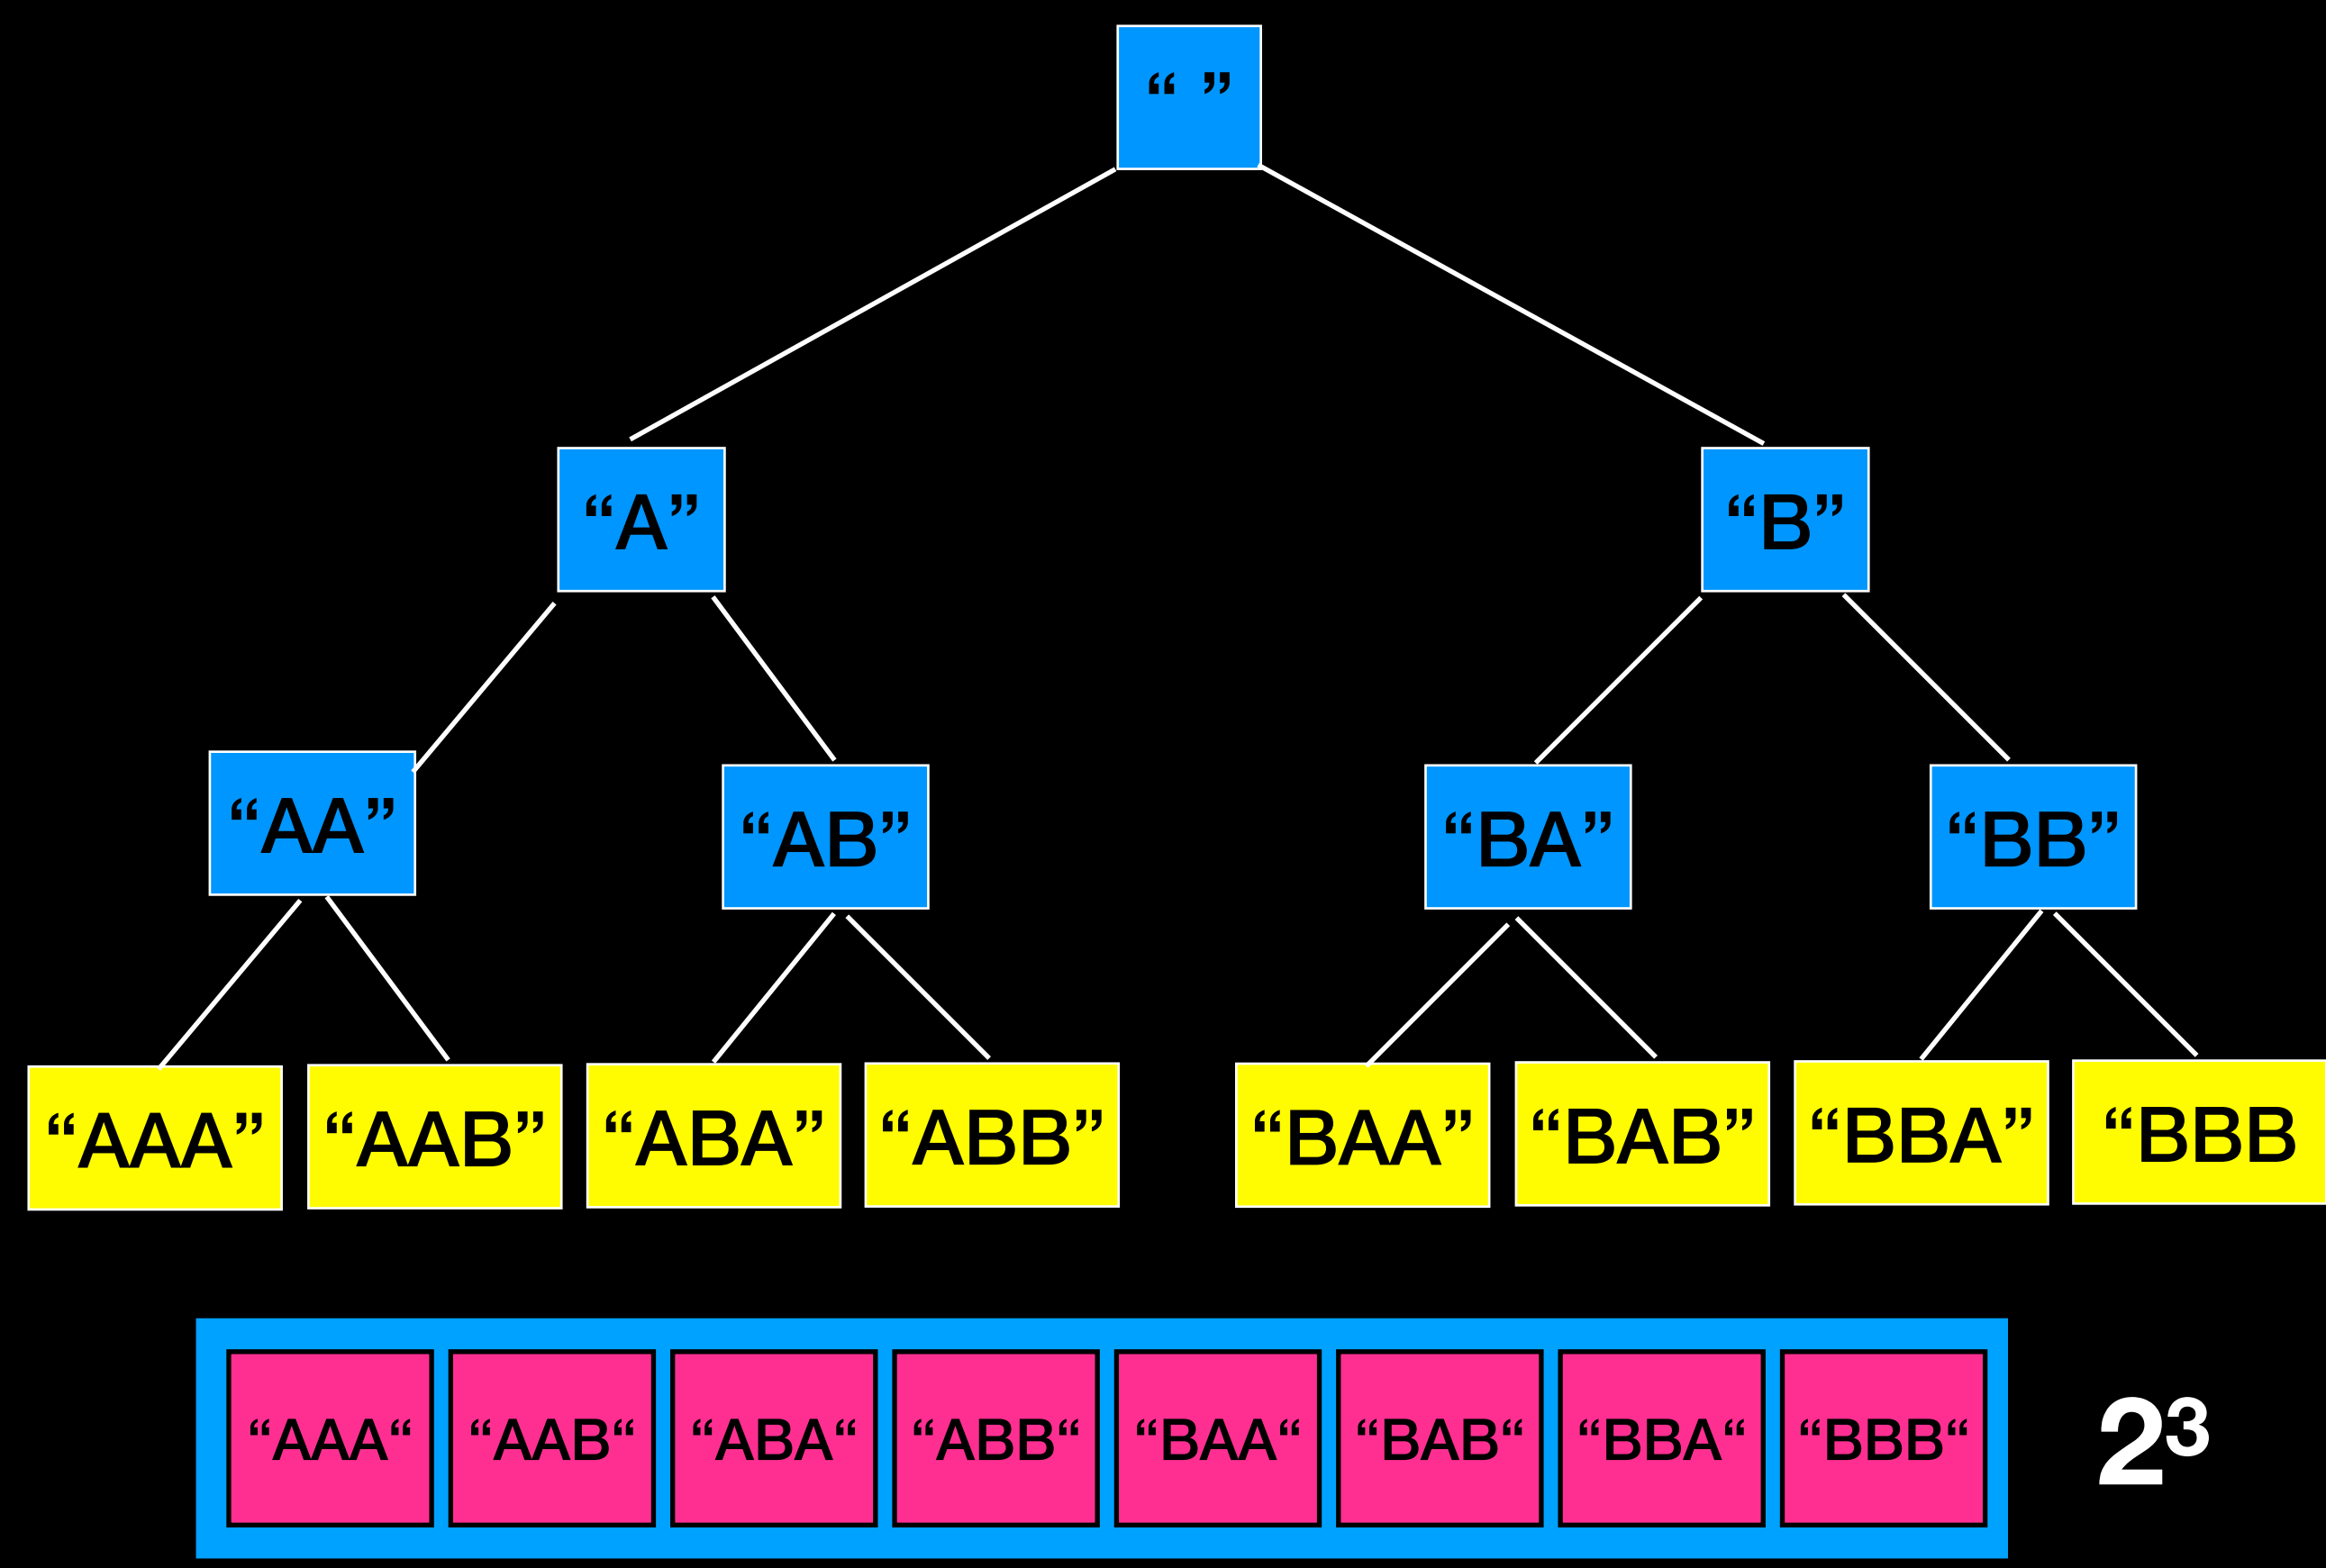 “ ”
“A” “B”
“AA” “AB” “BA” “BB”
“AAA” “AAB” “ABA” “ABB” “BAA” “BAB” “BBA” “BBB
“AAA“ “AAB“ “ABA“ “ABB“ “BAA“ “BAB“ “BBA“ “BBB“ 2³